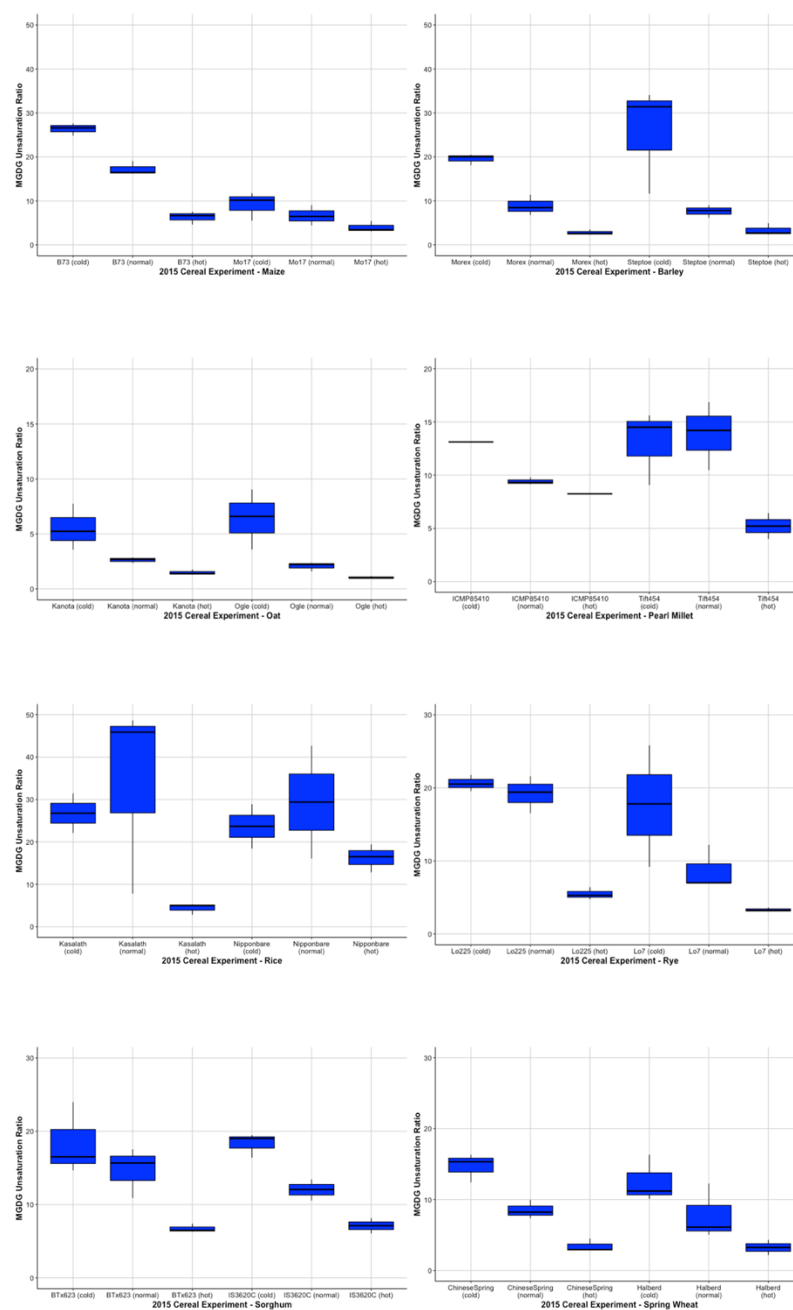 MGDG Unsaturation Ratio
50
40
30
20
10
0
B73 (cold) B73 (normal) B73 (hot) Mo17 (cold) Mo17 (normal) Mo17 (hot)
2015 Cereal Experiment - Maize
MGDG Unsaturation Ratio
50
40
30
20
10
0
Morex (cold) Morex (normal) Morex (hot) Steptoe (cold) Steptoe (normal) Steptoe (hot)
2015 Cereal Experiment - Barley
MGDG Unsaturation Ratio
20
15
10
5
0
Kanota (cold) Kanota (normal) Kanota (hot) Ogle (cold) Ogle (normal) Ogle (hot)
2015 Cereal Experiment - Oat
MGDG Unsaturation Ratio
20
15
10
5
0
ICMP85410 ICMP85410 ICMP85410 Tift454 Tift454 Tift454
(cold) (normal) (hot) (cold) (normal) (hot)
2015 Cereal Experiment - Pearl Millet
MGDG Unsaturation Ratio
50
40
30
20
10
0
Kasalath Kasalath Kasalath Nipponbare Nipponbare Nipponbare
(cold) (normal) (hot) (cold) (normal) (hot)
2015 Cereal Experiment - Rice
MGDG Unsaturation Ratio
30
20
10
0
Lo225 (cold) Lo225 (normal) Lo225 (hot) Lo7 (cold) Lo7 (normal) Lo7 (hot)
2015 Cereal Experiment - Rye
MGDG Unsaturation Ratio
30
20
10
0
BTx623 (cold) BTx623 (normal) BTx623 (hot) IS3620C (cold) IS3620C (normal) IS3620C (hot)
2015 Cereal Experiment - Sorghum
MGDG Unsaturation Ratio
30
20
10
0
ChineseSpring ChineseSpring ChineseSpring Halberd Halberd Halberd
(cold) (normal) (hot) (cold) (normal) (hot)
2015 Cereal Experiment - Spring Wheat